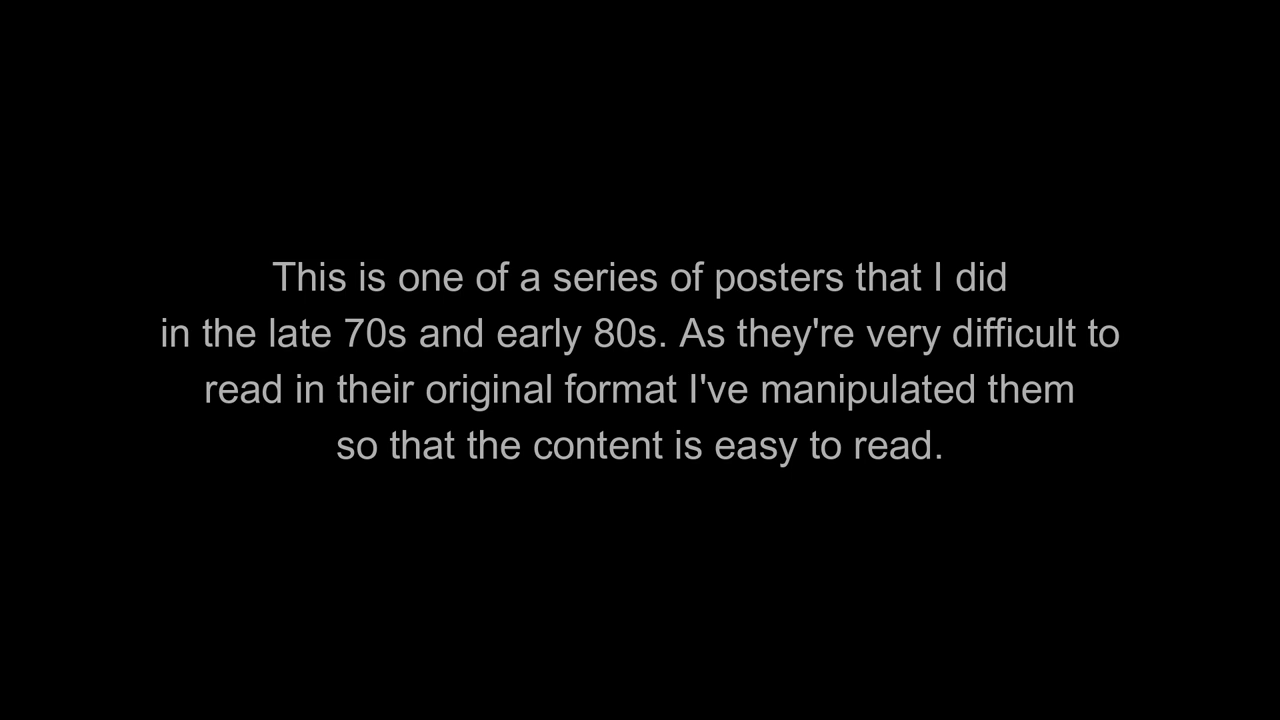 This is one of a series of posters that I did
in the late 70s and early 80s. As they're very difficult to
read in their original format I've manipulated them
so that the content is easy to read.